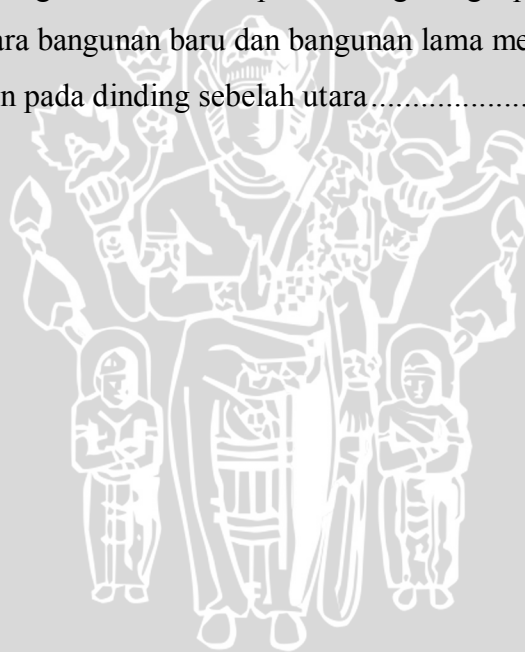 ara bangunan baru dan bangunan lama me
n pada dinding sebelah utara....................